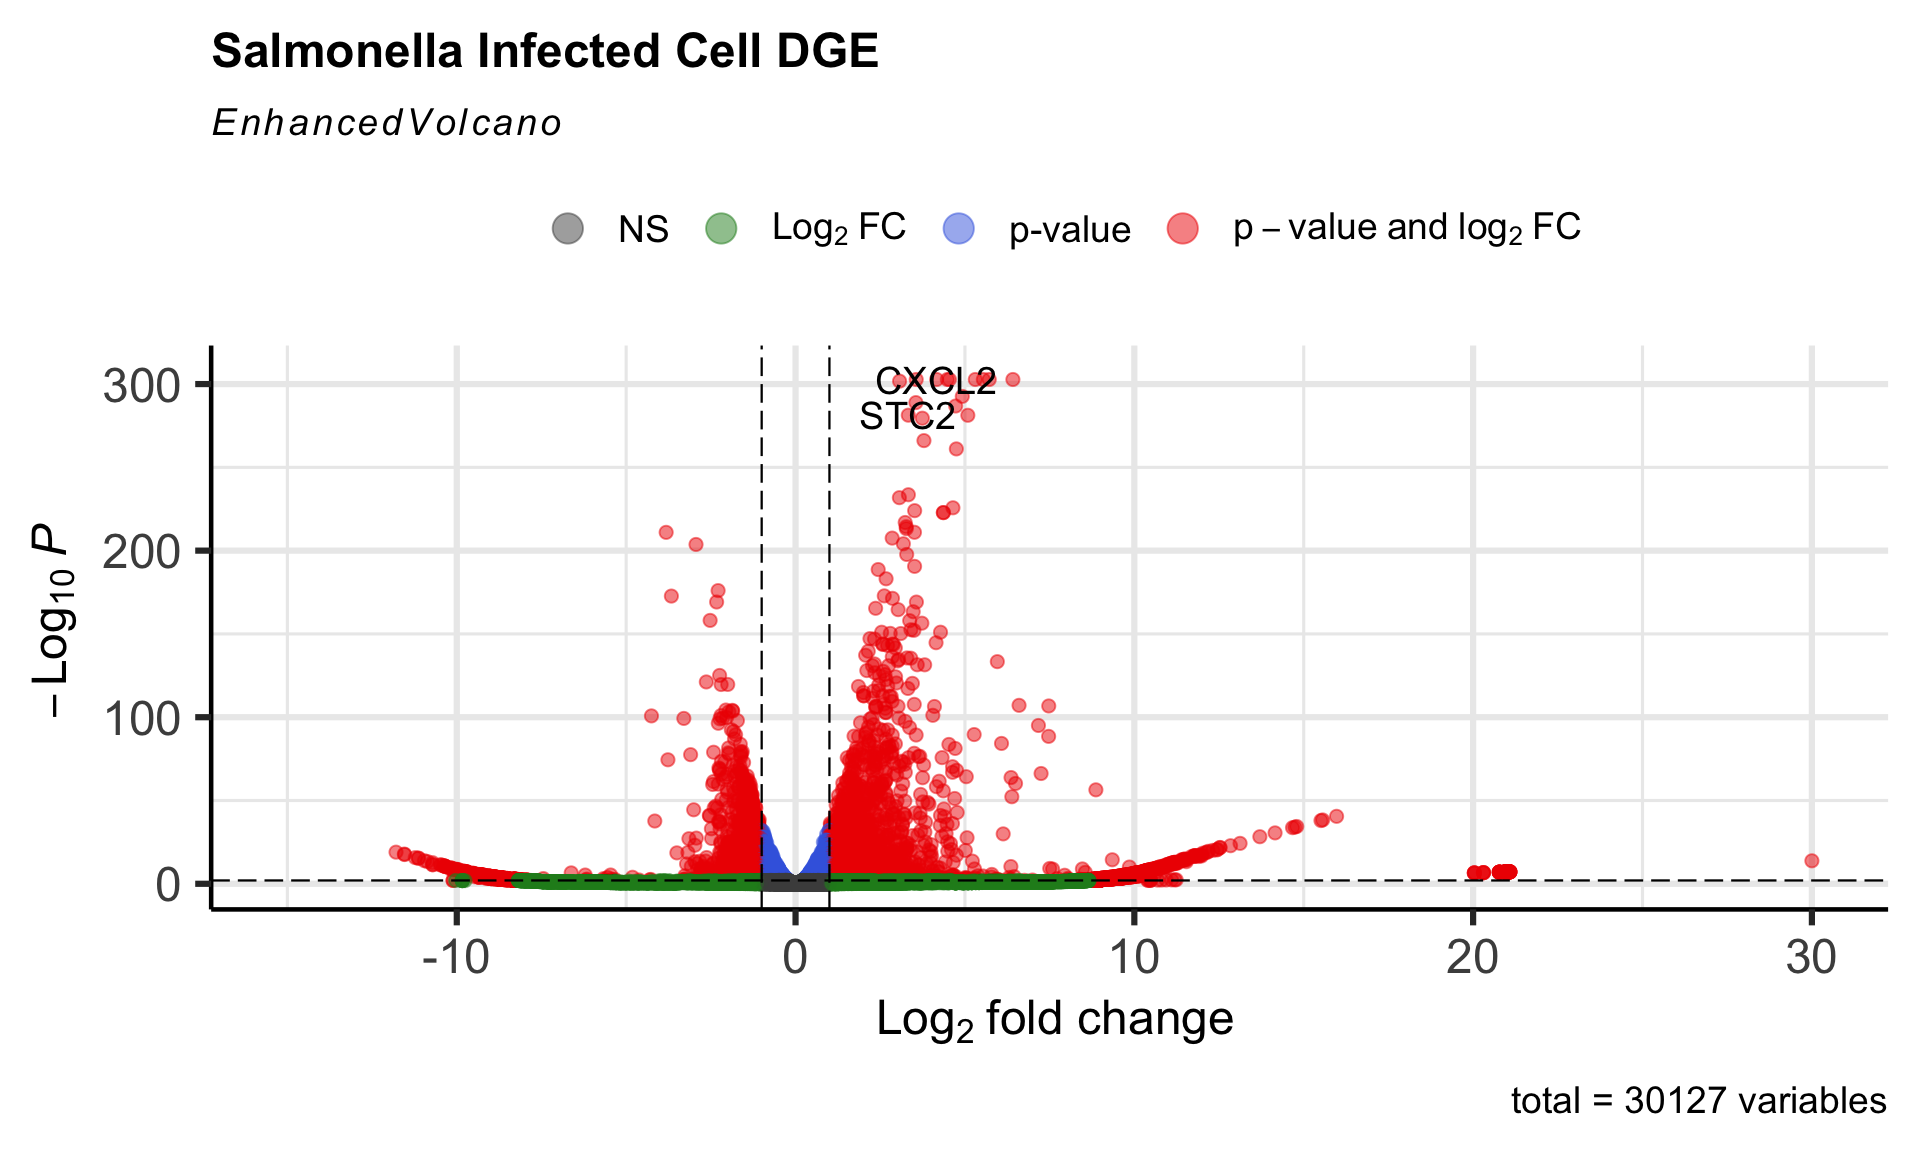 Salmonella Infected Cell DGE
EnhancedVolcano
NS Log₂ FC p-value p – value and log₂ FC
CXCL2
300
STC2
200
100
0
– Log₁₀ P
-10 0 10 20 30
Log₂ fold change
total = 30127 variables